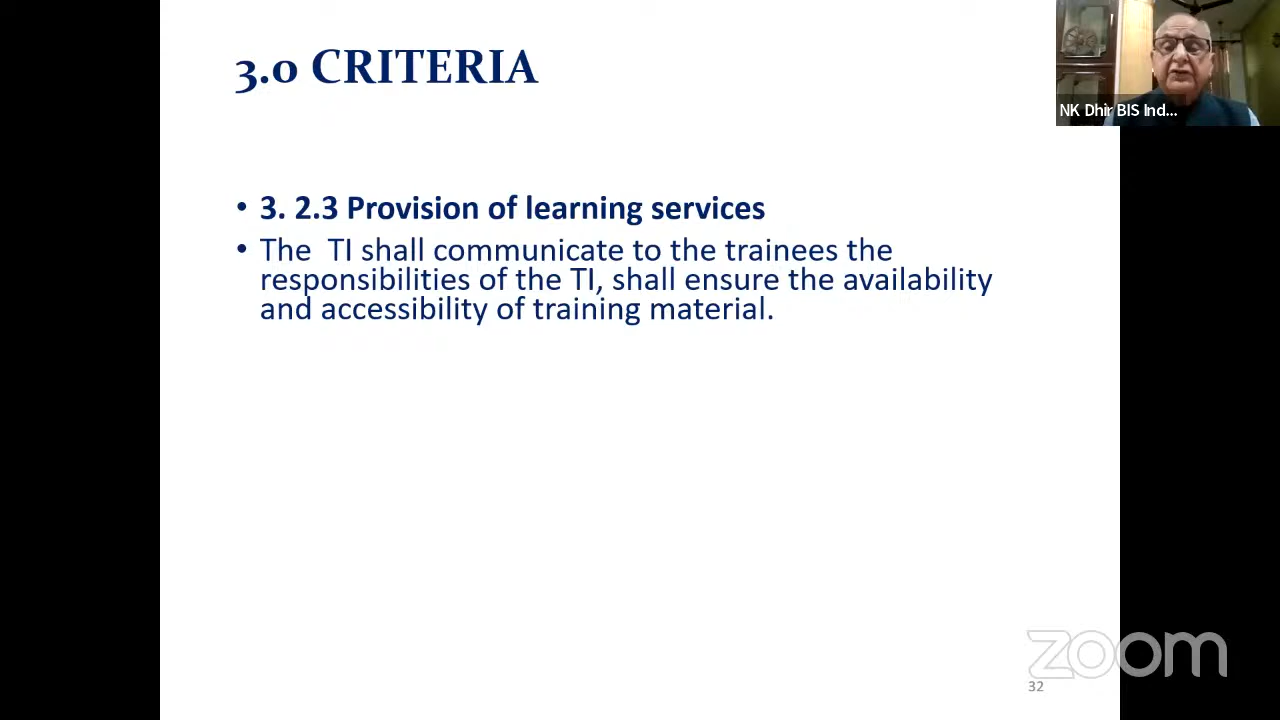 3.0 CRITERIA
NK Dhir BIS Ind...
• 3. 2.3 Provision of learning services
• The  TI shall communicate to the trainees the
responsibilities of the TI, shall ensure the availability
and accessibility of training material.
zoom
32